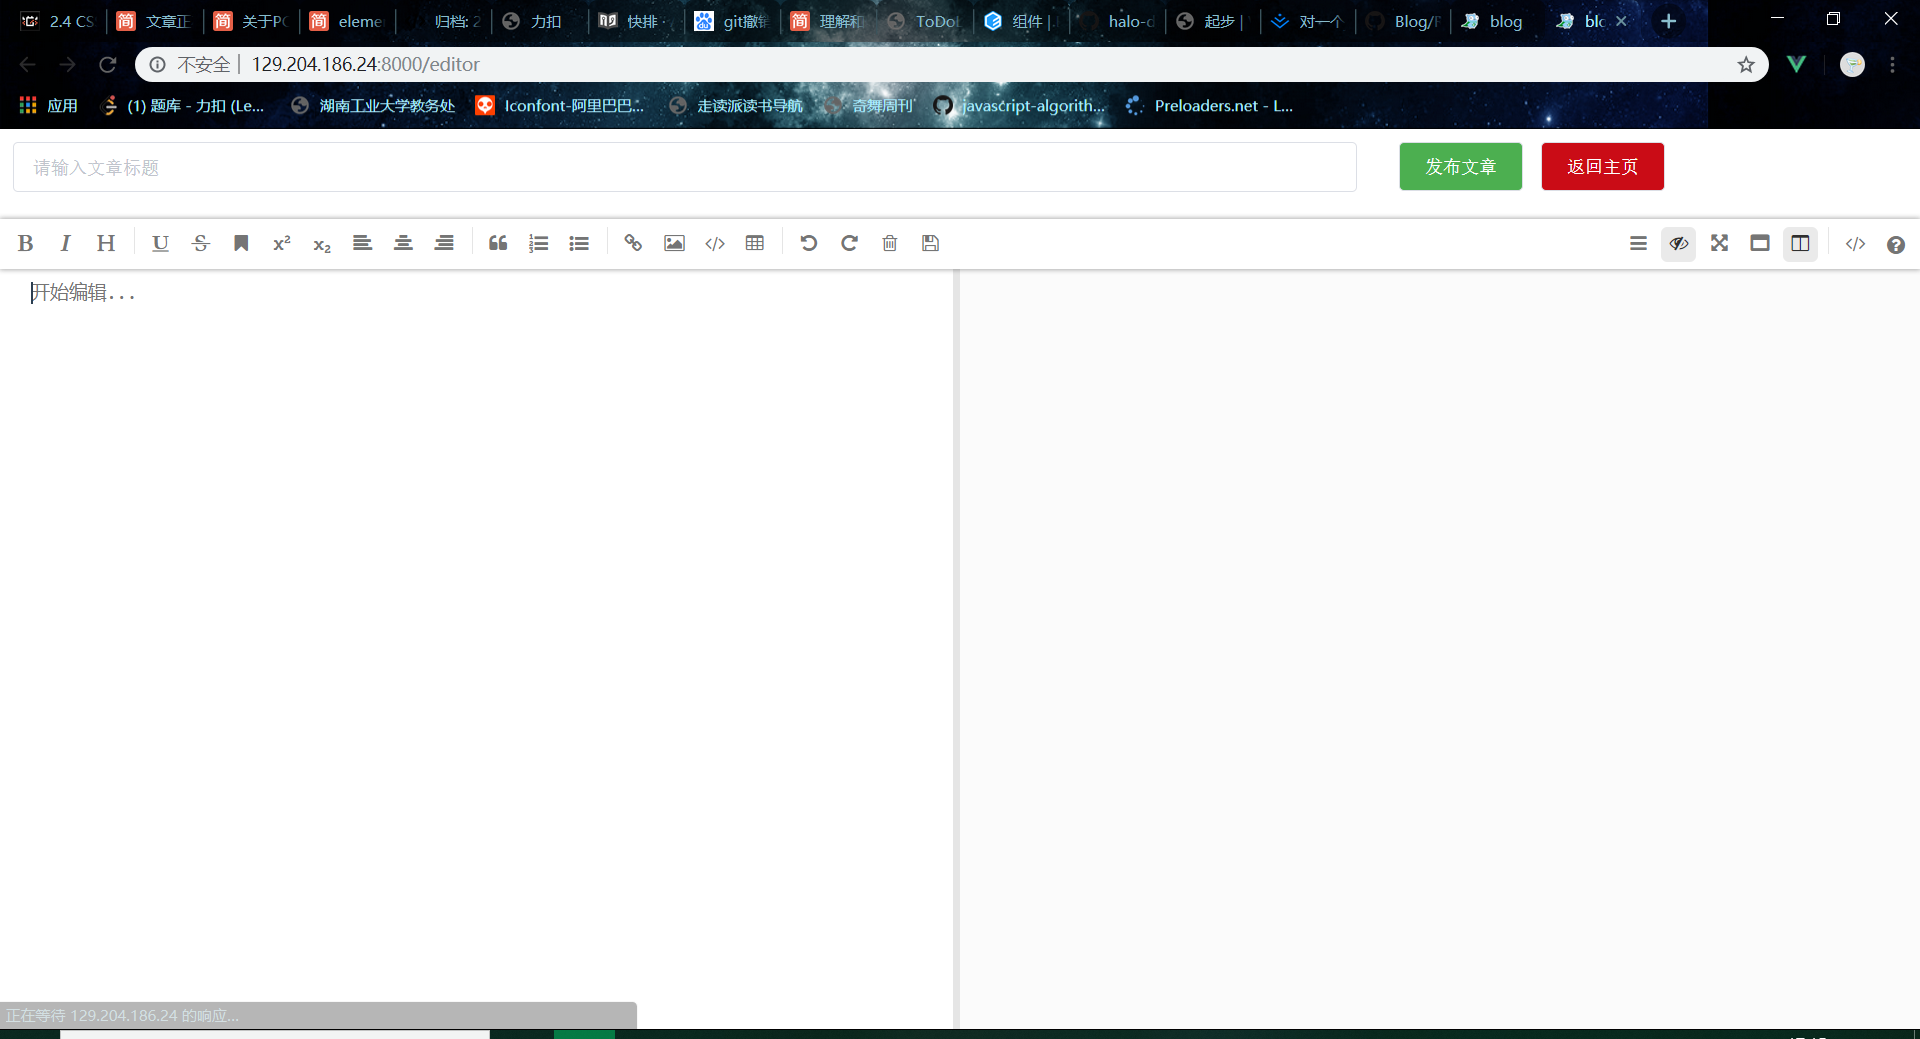 2.4 CS 文章正 关于PC eleme 归档: 2 力扣 快排 - git撤销 理解和 ToDoL 组件 | halo-d 起步 | 对一个 Blog/F blog blo
不安全 | 129.204.186.24:8000/editor
应用 (1) 题库 - 力扣 (Le... 湖南工业大学教务处 Iconfont-阿里巴巴... 走读派读书导航 奇舞周刊 javascript-algorith... Preloaders.net - L...
请输入文章标题 发布文章 返回主页
B I H U S x² x₂
开始编辑...
正在等待 129.204.186.24 的响应...